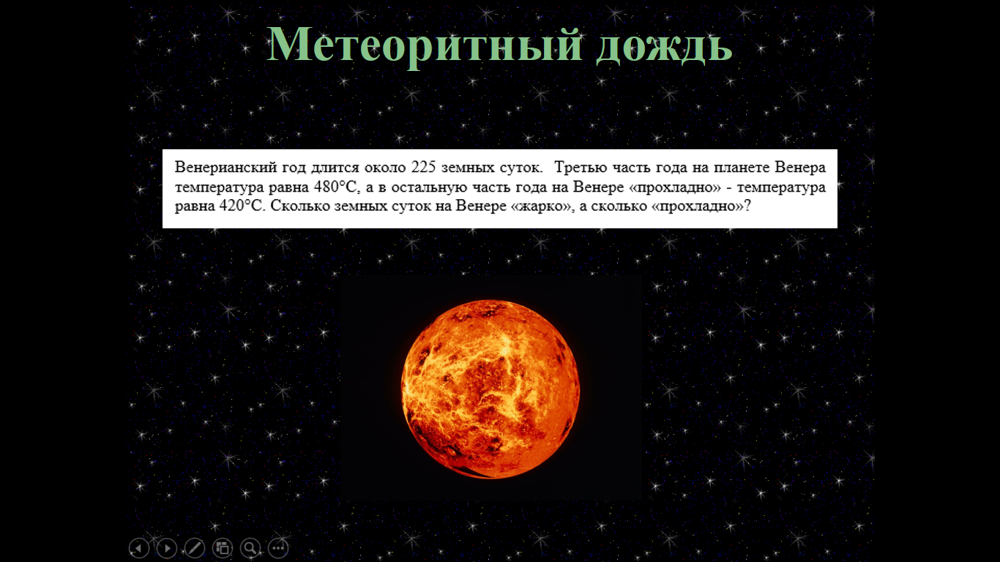 Метеоритный дождь
Венерианский год длится около 225 земных суток. Третью часть года на планете Венера
температура равна 480°С, а в остальную часть года на Венере «прохладно» - температура
равна 420°С. Сколько земных суток на Венере «жарко», а сколько «прохладно»?